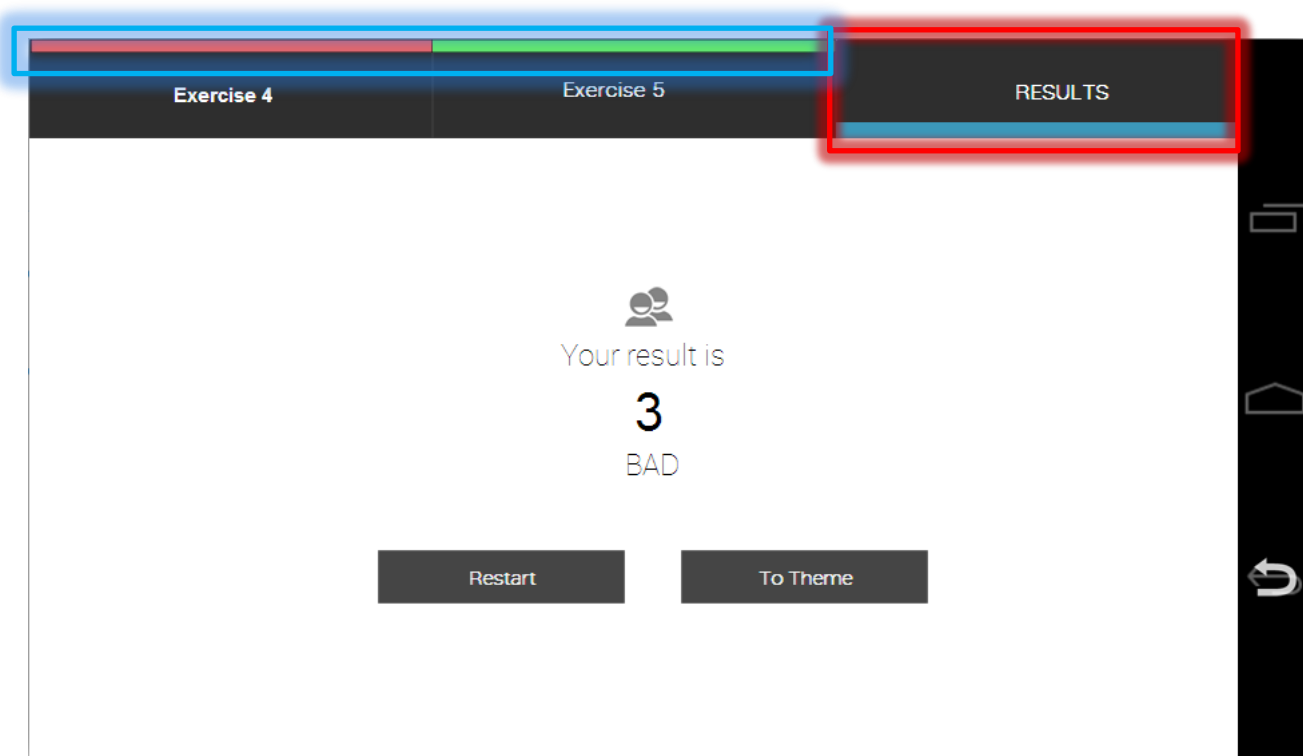 Exercise 4
Exercise 5
RESULTS
Your result is
3
BAD
Restart
To Theme